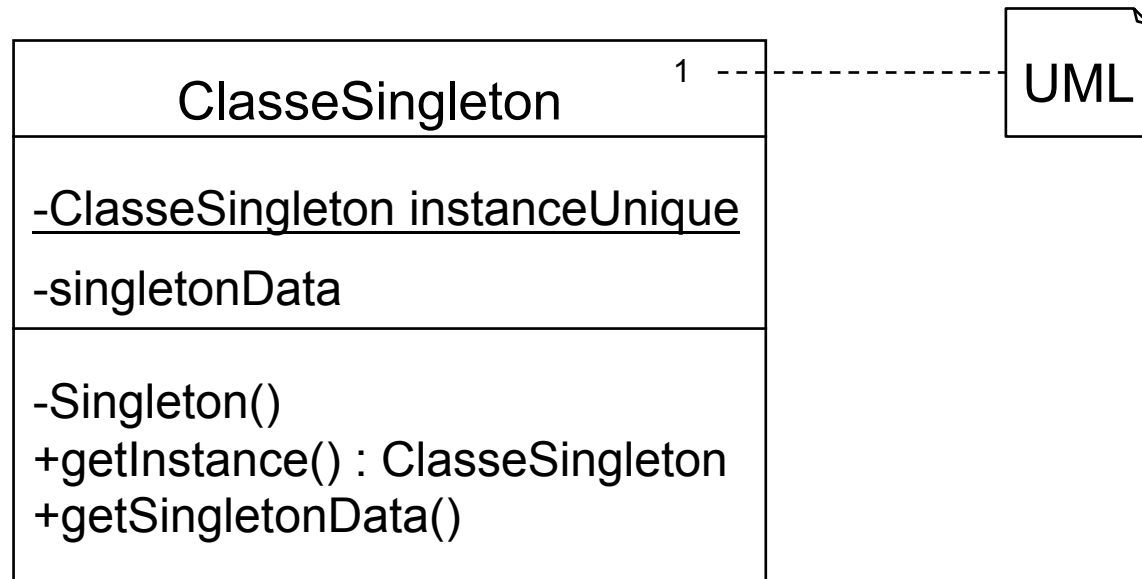 ClasseSingleton
1
UML
-ClasseSingleton instanceUnique
-singletonData
-Singleton()
+getInstance() : ClasseSingleton
+getSingletonData()